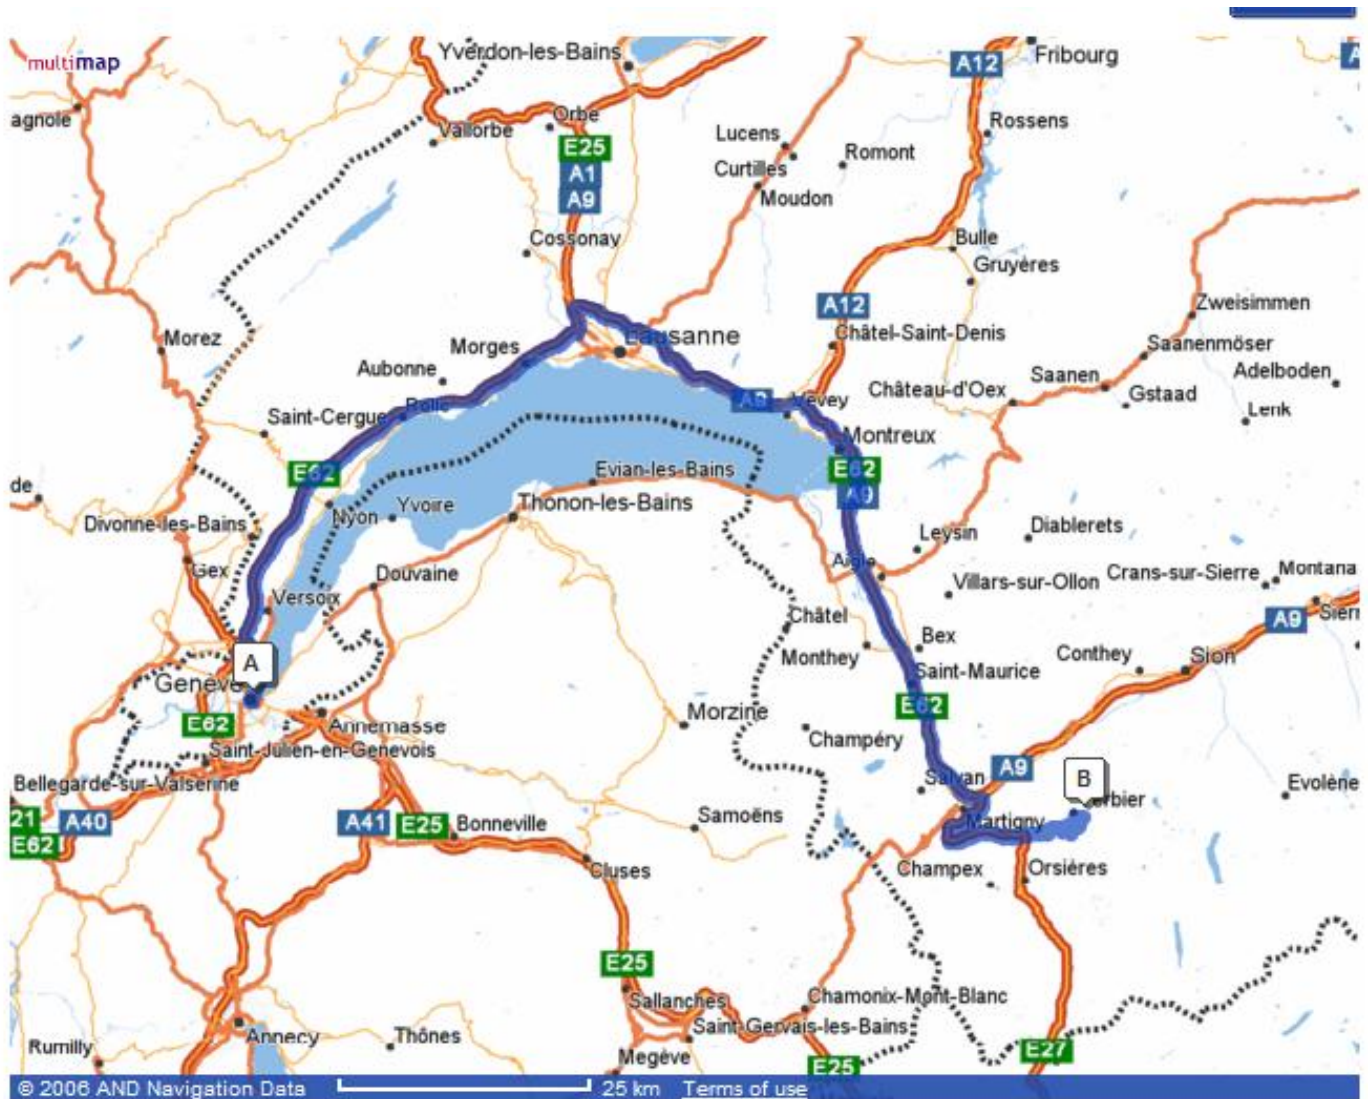 multimap
Yverdon-les-Bains
A12
Fribourg
agnole
Orbe
Vallorbe
Rossens
Lucens
E25
Romont
Curtilles
A1
Moudon
A9
Cossonay
Bulle
Gruyères
A12
Zweisimmen
Morez
Lausanne
Châtel-Saint-Denis
Morges
Saanenmöser
Aubonne
Saanen
Adelboden
Château-d'Oex
Gstaad
Rolle
A9
Vevey
Lenk
Saint-Cergue
Montreux
E62
Evian-les-Bains
E62
de
A9
Yvoire
Thonon-les-Bains
Nyon
Divonne-les-Bains
Diablerets
Leysin
Aigle
Gex
Douvaine
Villars-sur-Ollon
Crans-sur-Sierre
Montana
Versoix
Sierr
Châtel
A9
Bex
A
Monthey
Conthey
Sion
Genève
Saint-Maurice
E62
E62
Annemasse
Morzine
Champéry
Saint-Julien-en-Genevois
A9
B
Bellegarde-sur-Valserine
Salvan
Evolène
erbier
21
A40
A41
E25
Bonneville
Samoëns
Martigny
E62
Cluses
Champex
Orsières
E25
Sallanches
Chamonix-Mont-Blanc
Annecy
Thônes
Saint-Gervais-les-Bains
Rumilly
Megève
E27
E25
© 2006 AND Navigation Data
25 km
Terms of use